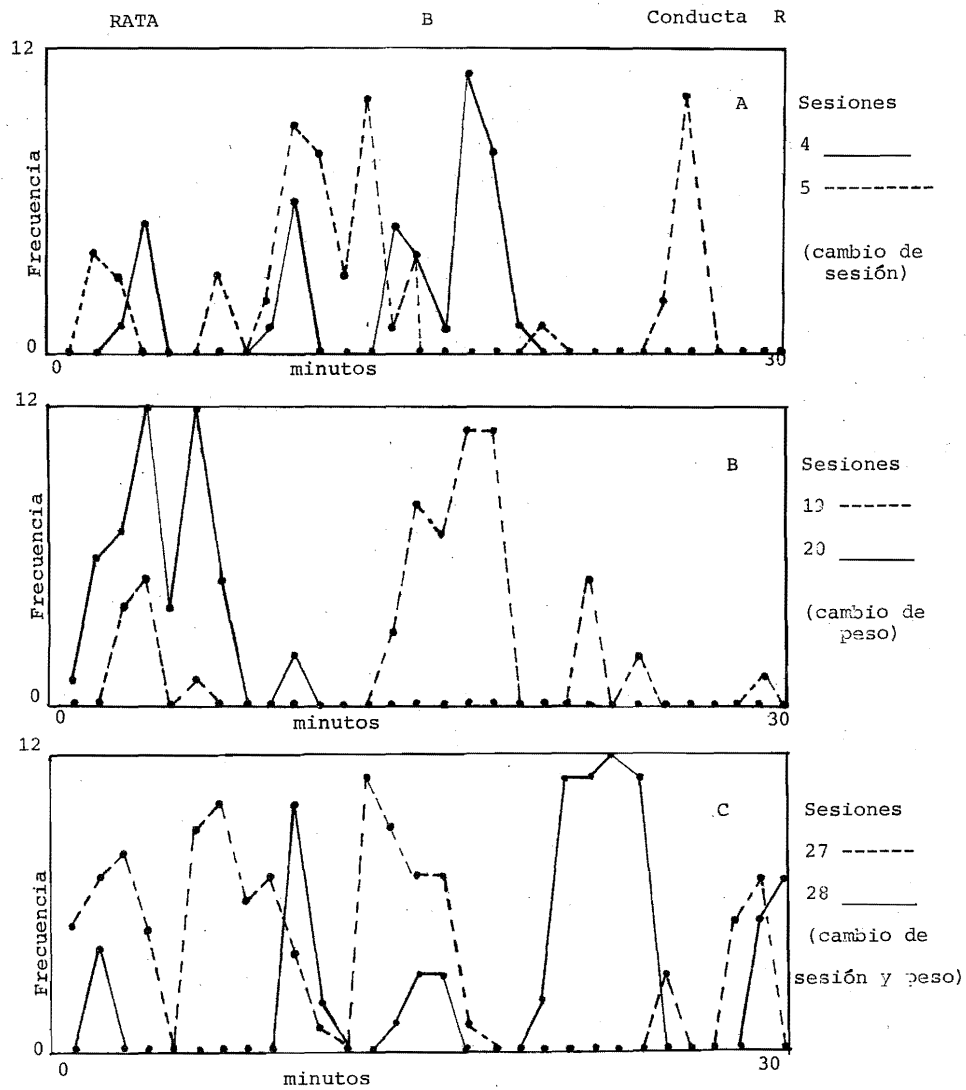 RATA B Conducta R
12
A
Sesiones
4
5
(cambio de
sesión)
Frecuencia
0
0 minutos 30
12
B
Sesiones
19
20
(cambio de
peso)
Frecuencia
0
0 minutos 30
12
C
Sesiones
27
28
(cambio de
sesión y peso)
Frecuencia
0
0 minutos 30